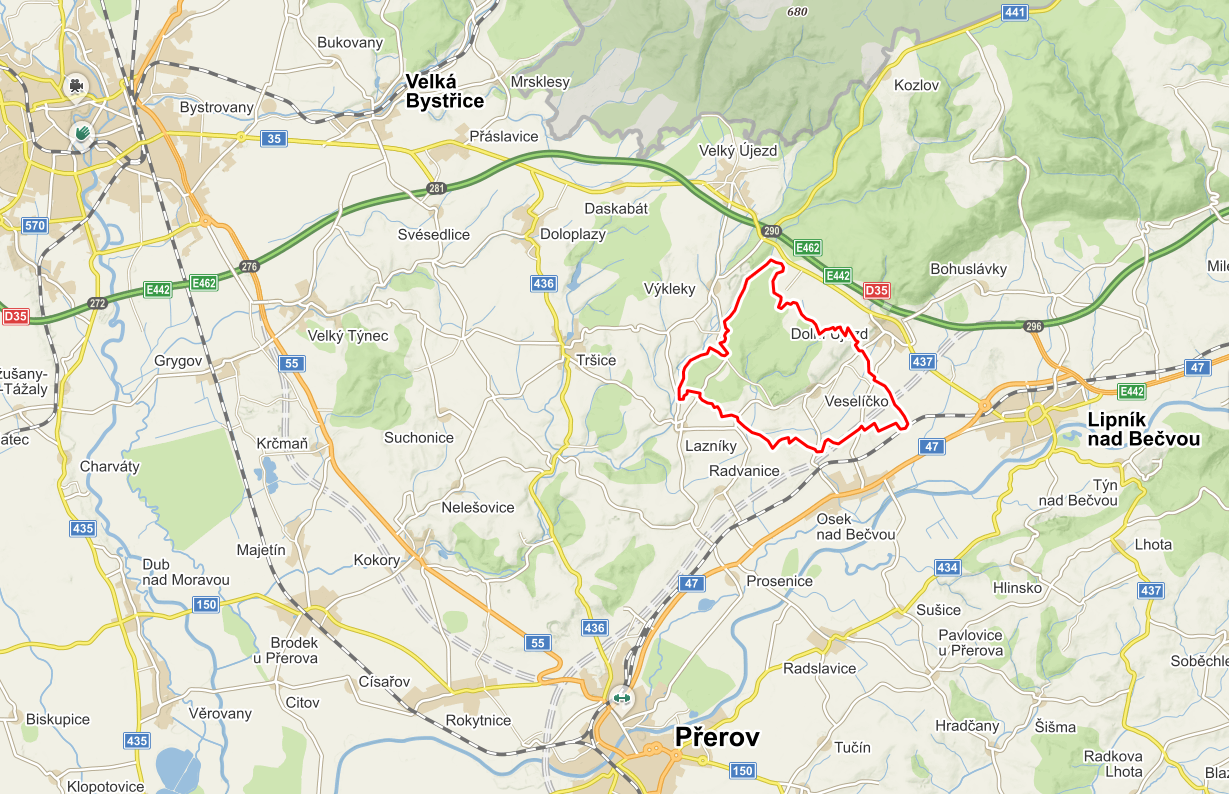 680
441
Bukovany
Velká
Bystřice
Mrsklesy
Kozlov
Bystrovany
Přáslavice
35
Velký Újezd
281
Daskabát
570
Svésedlice
Doloplazy
290
E462
276
E442
Bohuslávky
Mile
E442
E462
436
Výkleky
D35
272
D35
296
Velký Týnec
Dolní Újezd
Grygov
55
Tršice
437
47
žušany-
-Tážaly
E442
Veselíčko
Lipník
nad Bečvou
atec
Krčmaň
Suchonice
Lazníky
47
Charváty
Radvanice
Týn
nad Bečvou
Nelešovice
435
Osek
nad Bečvou
Majetín
Lhota
Kokory
Dub
nad Moravou
434
47
Prosenice
Hlinsko
437
150
Sušice
436
55
Brodek
u Přerova
Pavlovice
u Přerova
Radslavice
Soběchle
Císařov
Citov
Věrovany
Rokytnice
Biskupice
Hradčany
Šišma
435
Přerov
Tučín
Radkova
Lhota
150
Blaz
Klopotovice